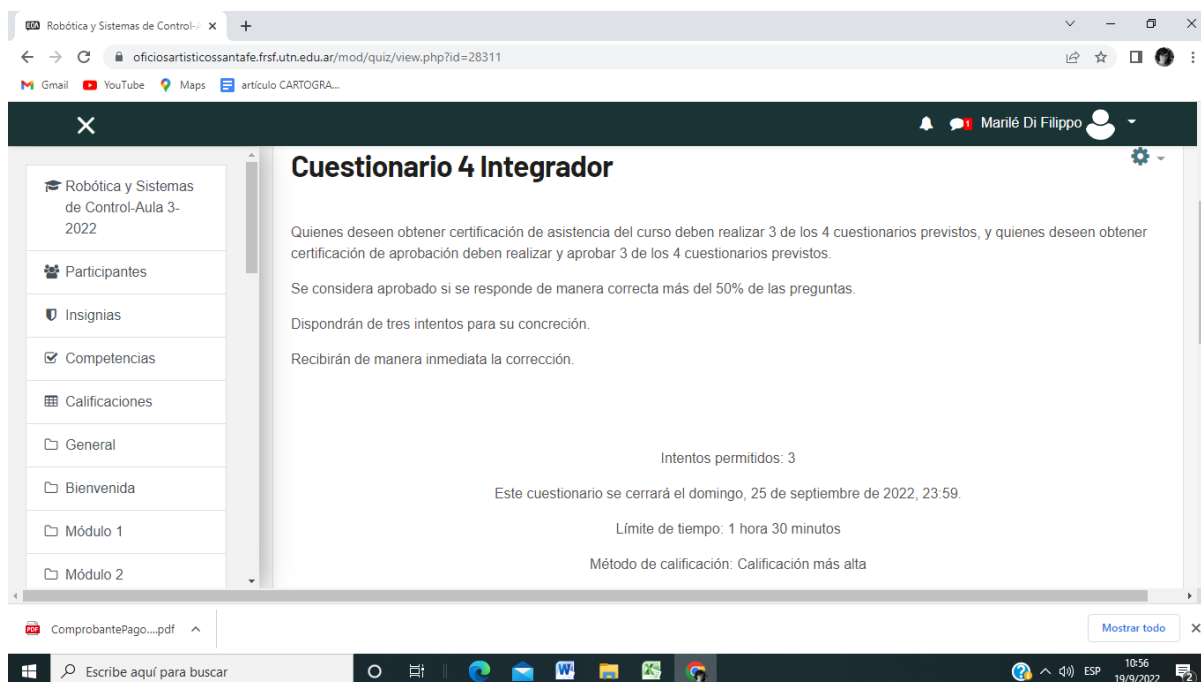 Robótica y Sistemas de Control-A
oficiosartisticossantafe.frsf.utn.edu.ar/mod/quiz/view.php?id=28311
Gmail YouTube Maps artículo CARTOGRA...
1 Marilé Di Filippo
Robótica y Sistemas
de Control-Aula 3-
2022
Participantes
Insignias
Competencias
Calificaciones
General
Bienvenida
Módulo 1
Módulo 2
Cuestionario 4 Integrador
Quienes deseen obtener certificación de asistencia del curso deben realizar 3 de los 4 cuestionarios previstos, y quienes deseen obtener
certificación de aprobación deben realizar y aprobar 3 de los 4 cuestionarios previstos.
Se considera aprobado si se responde de manera correcta más del 50% de las preguntas.
Dispondrán de tres intentos para su concreción.
Recibirán de manera inmediata la corrección.
Intentos permitidos: 3
Este cuestionario se cerrará el domingo, 25 de septiembre de 2022, 23:59.
Límite de tiempo: 1 hora 30 minutos
Método de calificación: Calificación más alta
PDF ComprobantePago....pdf
Mostrar todo
Escribe aquí para buscar
ESP
10:56
19/9/2022
2